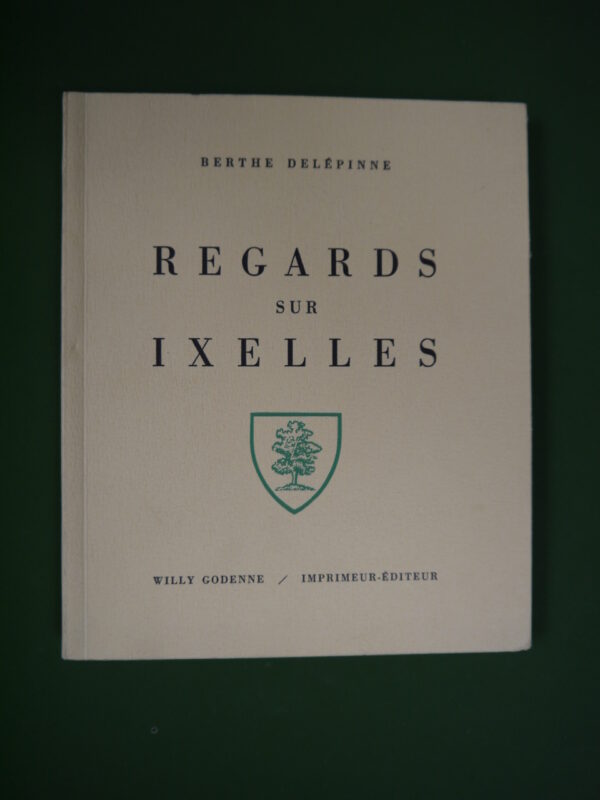 BERTHE DELÉPINNE
REGARDS
SUR
IXELLES
WILLY GODENNE / IMPRIMEUR-ÉDITEUR